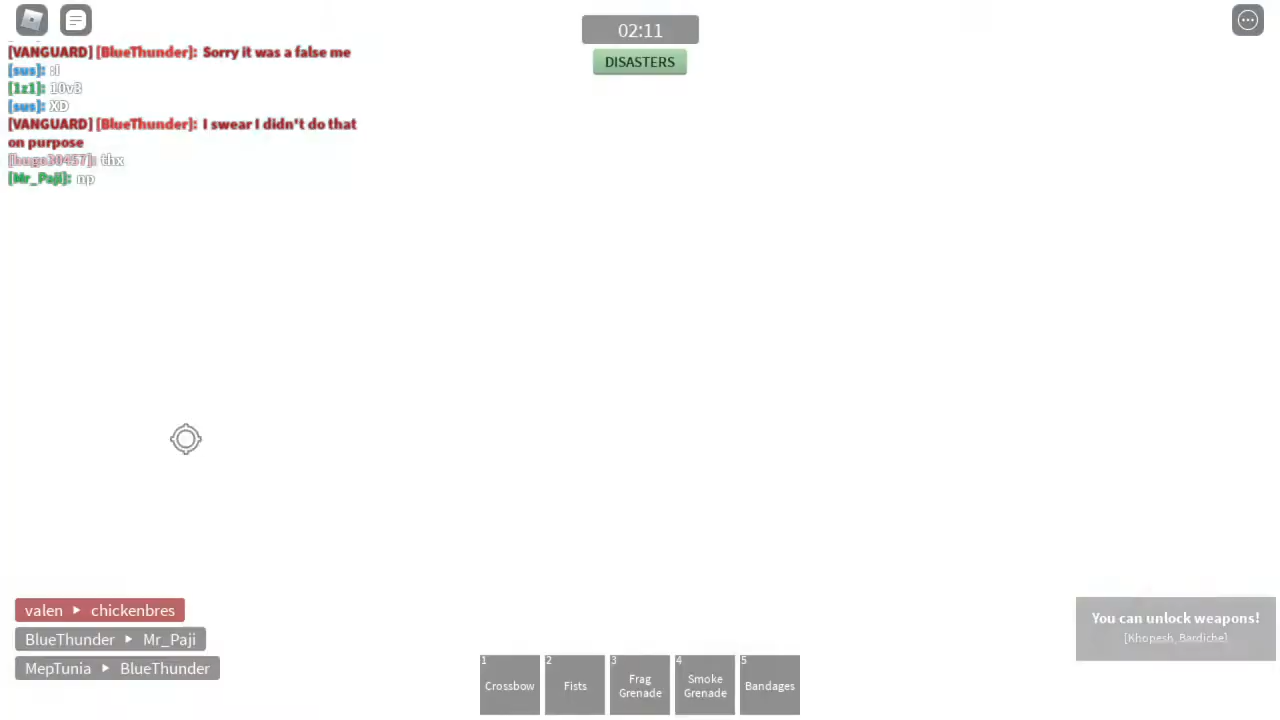 02:11
DISASTERS
[VANGUARD] [BlueThunder]: Sorry it was a false me
[sus]: :l
[1z1]: 10v3
[sus]: XD
[VANGUARD] [BlueThunder]: I swear I didn't do that
on purpose
thx
[Mr_Paji]: np
valen ▸ chickenbres
BlueThunder ▸ Mr_Paji
MepTunia ▸ BlueThunder
1
Crossbow
2
Fists
3
Frag
Grenade
4
Smoke
Grenade
5
Bandages
You can unlock weapons!
[Khopesh, Bardiche]